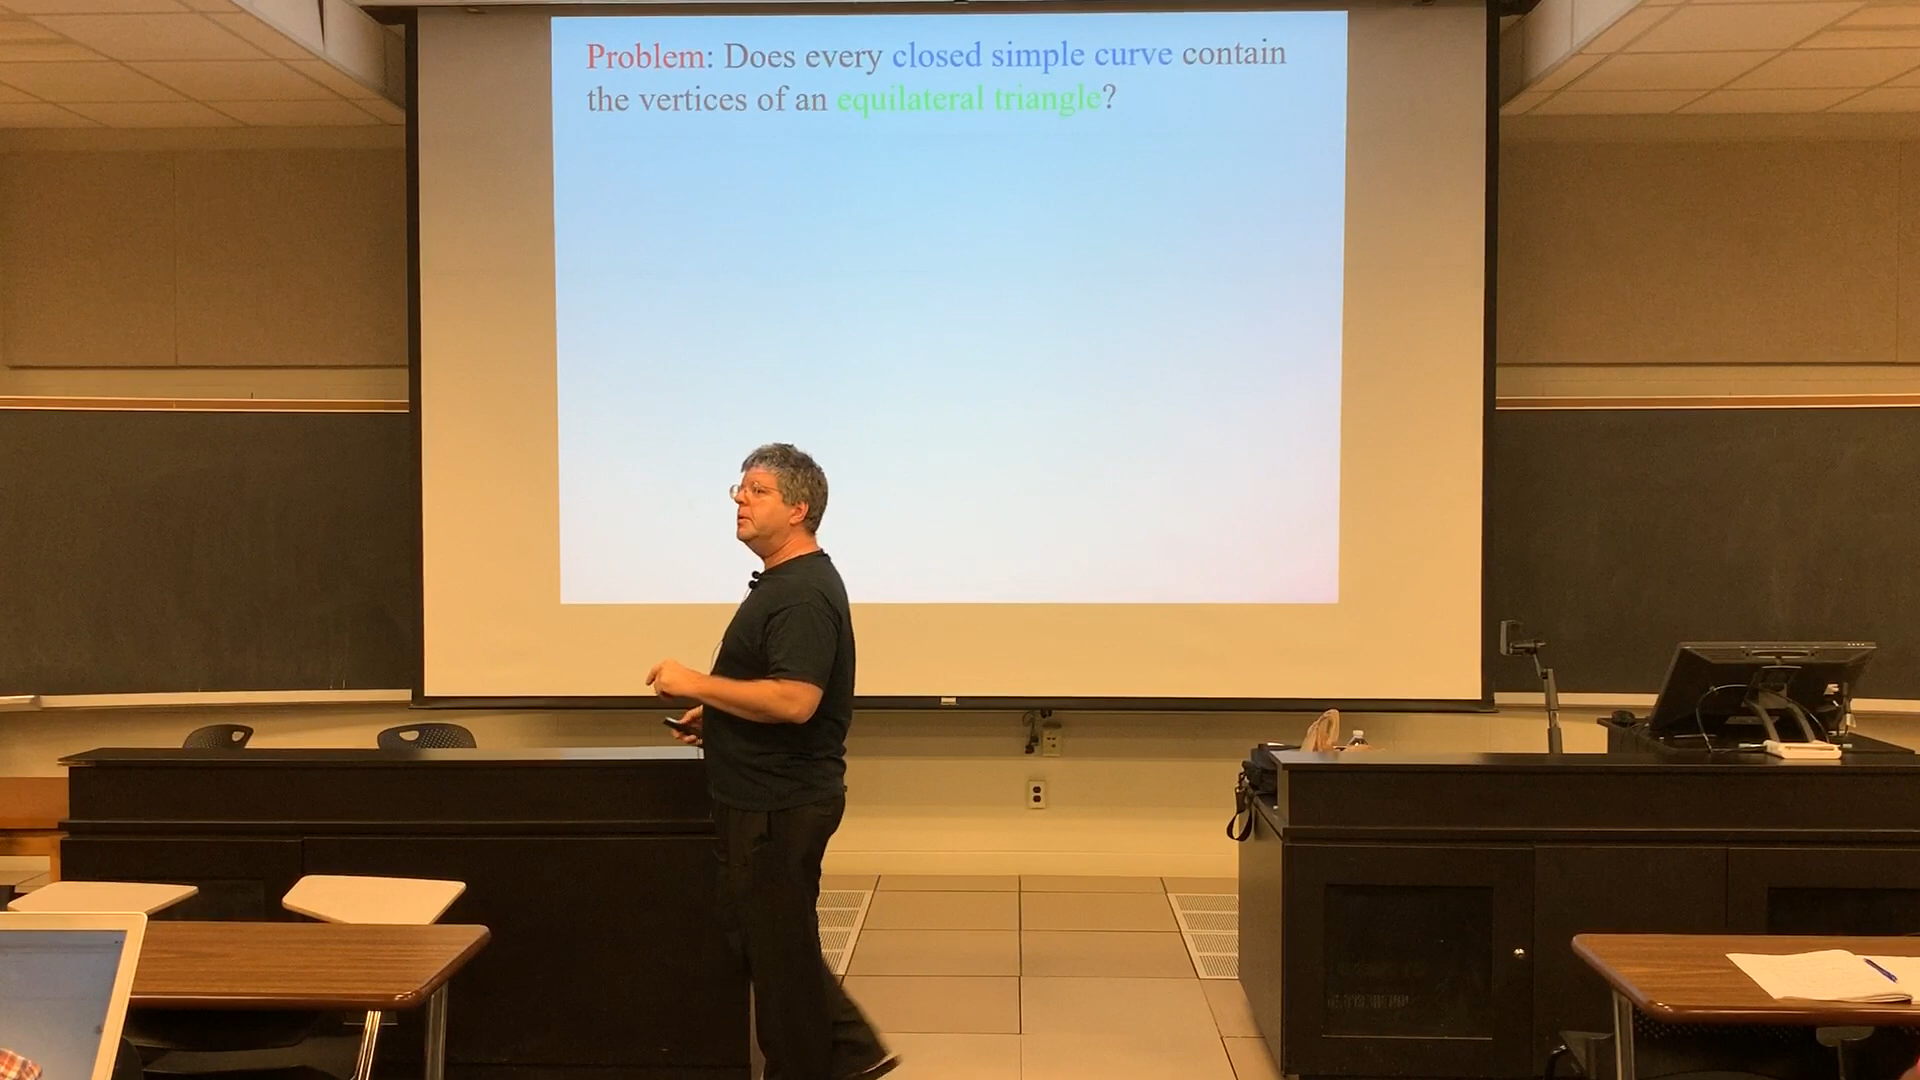 Problem: Does every closed simple curve contain
the vertices of an equilateral triangle?